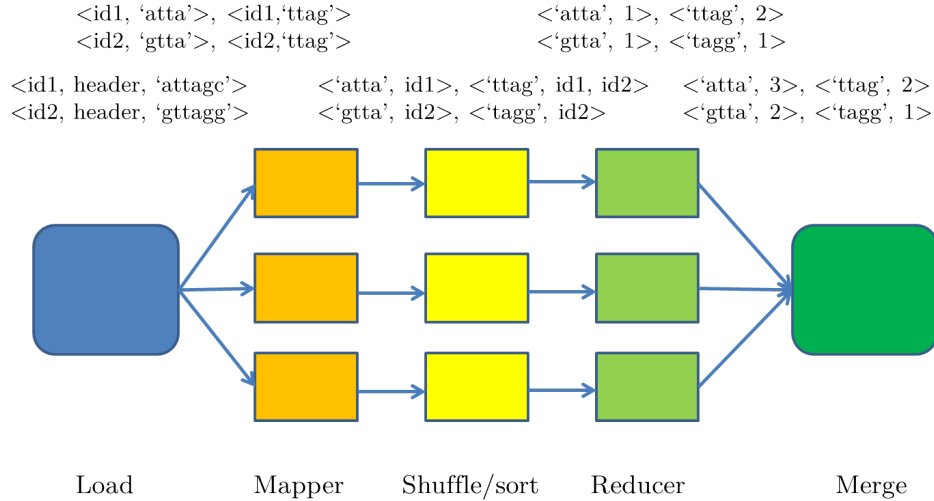 <id1, ‘atta’>, <id1,‘ttag’>
<id2, ‘gtta’>, <id2,‘ttag’>
<‘atta’, 1>, <‘ttag’, 2>
<‘gtta’, 1>, <‘tagg’, 1>
<id1, header, ‘attagc’>
<id2, header, ‘gttagg’>
<‘atta’, id1>, <‘ttag’, id1, id2>
<‘gtta’, id2>, <‘tagg’, id2>
<‘atta’, 3>, <‘ttag’, 2>
<‘gtta’, 2>, <‘tagg’, 1>
Load
Mapper
Shuffle/sort
Reducer
Merge